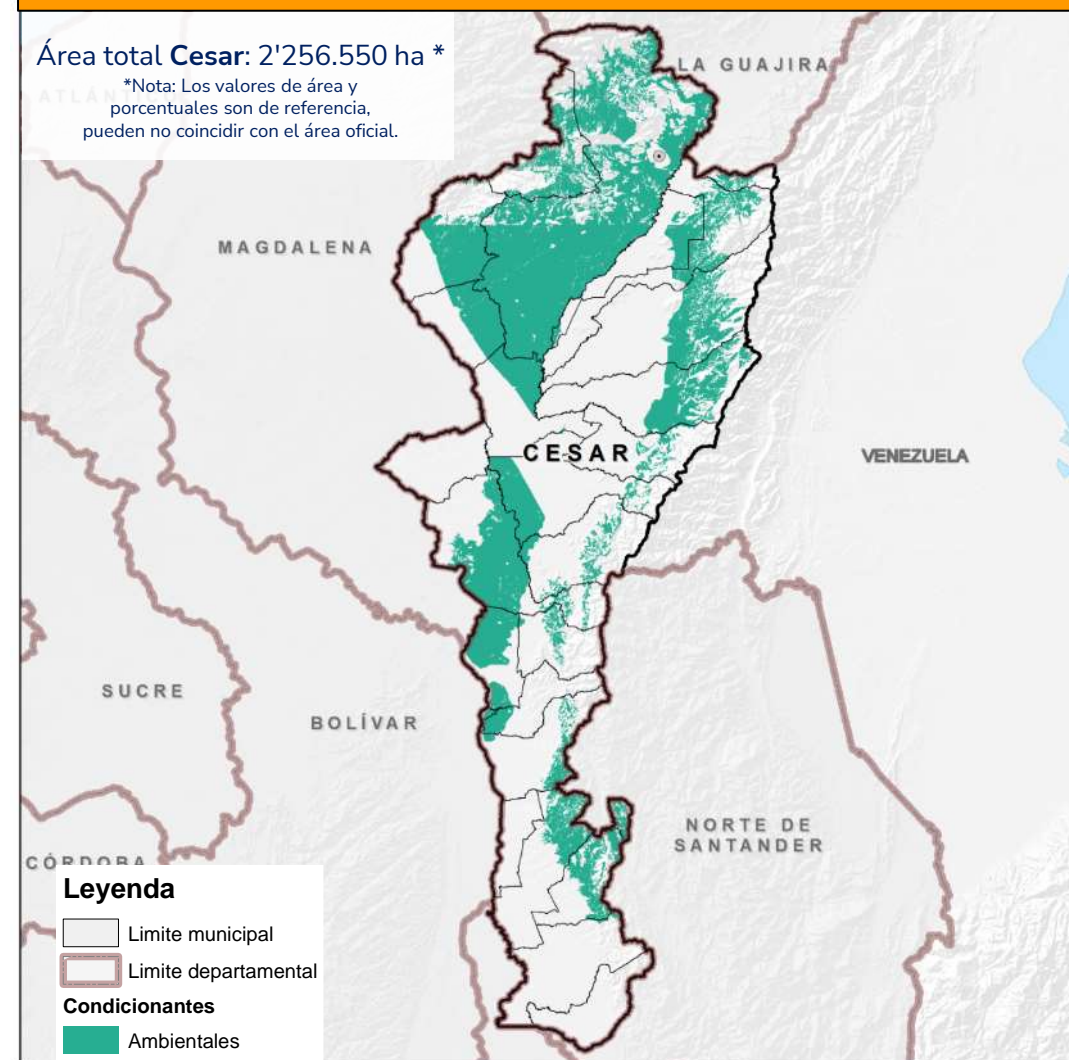 Área total Cesar: 2'256.550 ha *
*Nota: Los valores de área y
porcentuales son de referencia,
pueden no coincidir con el área oficial.
LA GUAJIRA
ATLÁNTICO
MAGDALENA
CESAR
VENEZUELA
SUCRE
BOLÍVAR
NORTE DE
SANTANDER
CÓRDOBA
Leyenda
Limite municipal
Limite departamental
Condicionantes
Ambientales